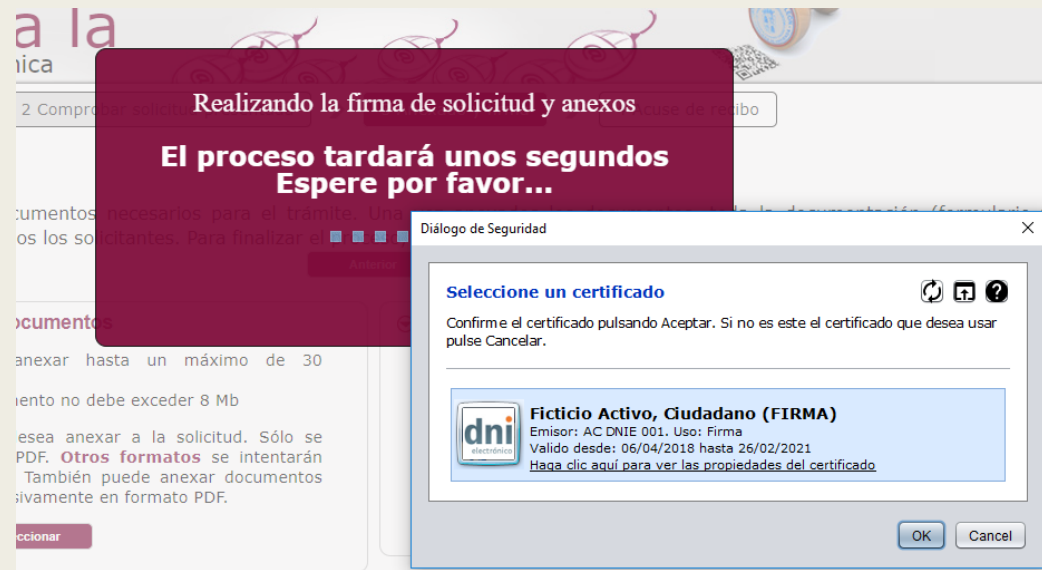 a la
nica
2 Comprobar solicitud
Acuse de recibo
Realizando la firma de solicitud y anexos
El proceso tardará unos segundos
Espere por favor...
cumentos necesarios para el trámite. Una
la documentación (formulario
os los solicitantes. Para finalizar el
Anterior
Diálogo de Seguridad
Seleccione un certificado
Confirme el certificado pulsando Aceptar. Si no es este el certificado que desea usar
pulse Cancelar.
dni
electrónico
Ficticio Activo, Ciudadano (FIRMA)
Emisor: AC DNIE 001. Uso: Firma
Valido desde: 06/04/2018 hasta 26/02/2021
Haga clic aquí para ver las propiedades del certificado
OK
Cancel
ocumentos
anexar hasta un máximo de 30
ento no debe exceder 8 Mb
esea anexar a la solicitud. Sólo se
PDF. Otros formatos se intentarán
También puede anexar documentos
sivamente en formato PDF.
eccionar